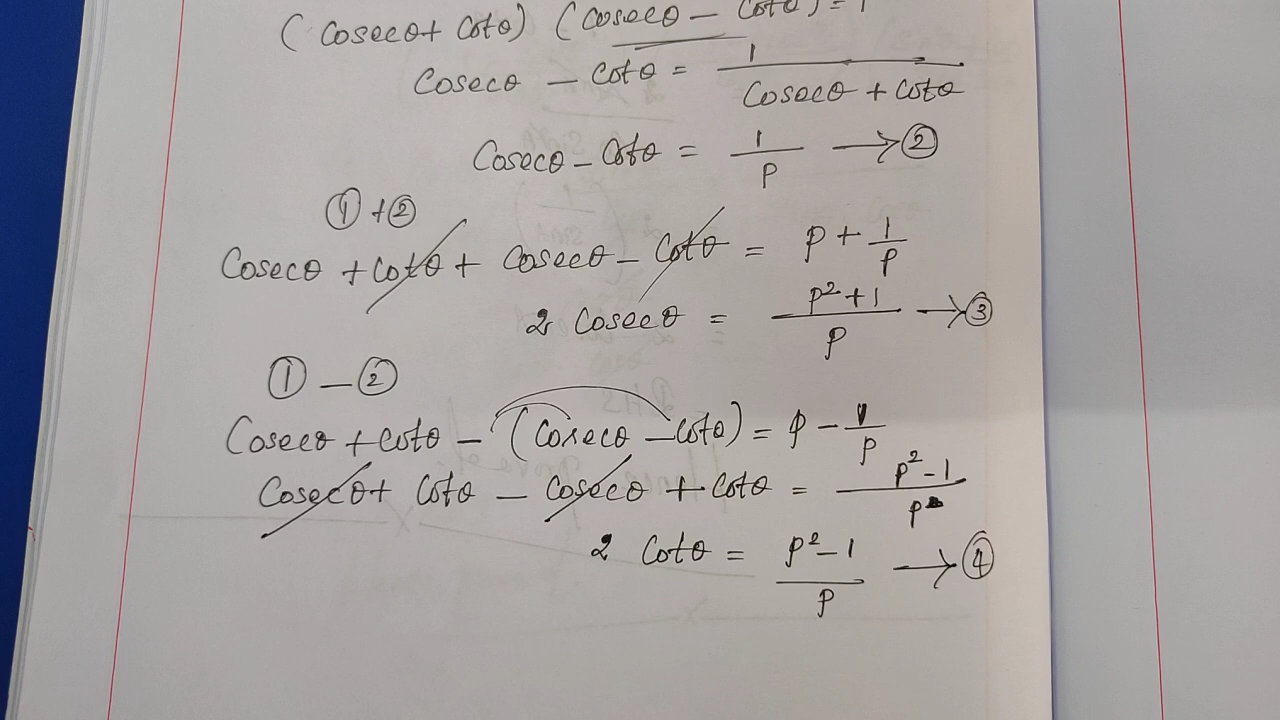 (Cosecθ + Cotθ) (Cosecθ - Cotθ) = 1
Cosecθ - Cotθ = 1 / Cosecθ + Cotθ
Cosecθ - Cotθ = 1/P → ②
① + ②
Cosecθ + Cotθ + Cosecθ - Cotθ = P + 1/P
2 Cosecθ = P²+1 / P → ③
① - ②
Cosecθ + Cotθ - (Cosecθ - Cotθ) = P - 1/P
Cosecθ + Cotθ - Cosecθ + Cotθ = P²-1 / P
2 Cotθ = P²-1 / P → ④